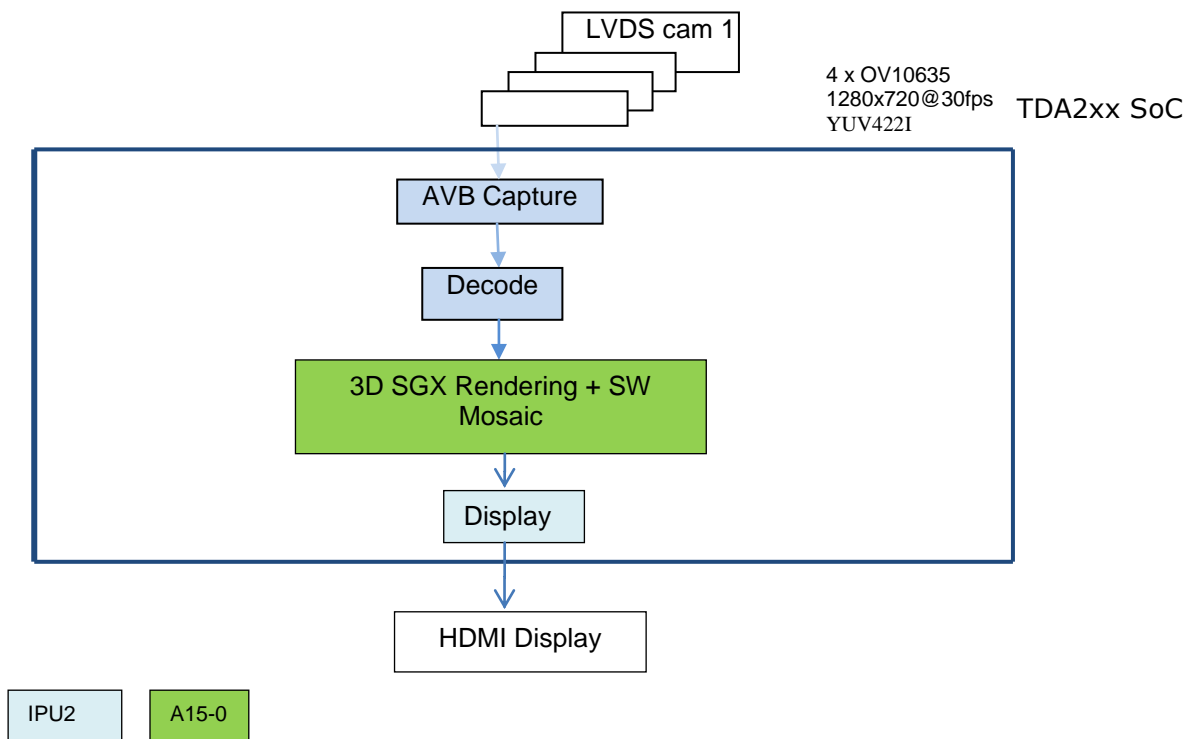 LVDS cam 1
4 x OV10635
1280x720@30fps
YUV422I
TDA2xx SoC
AVB Capture
Decode
3D SGX Rendering + SW
Mosaic
Display
HDMI Display
IPU2
A15-0